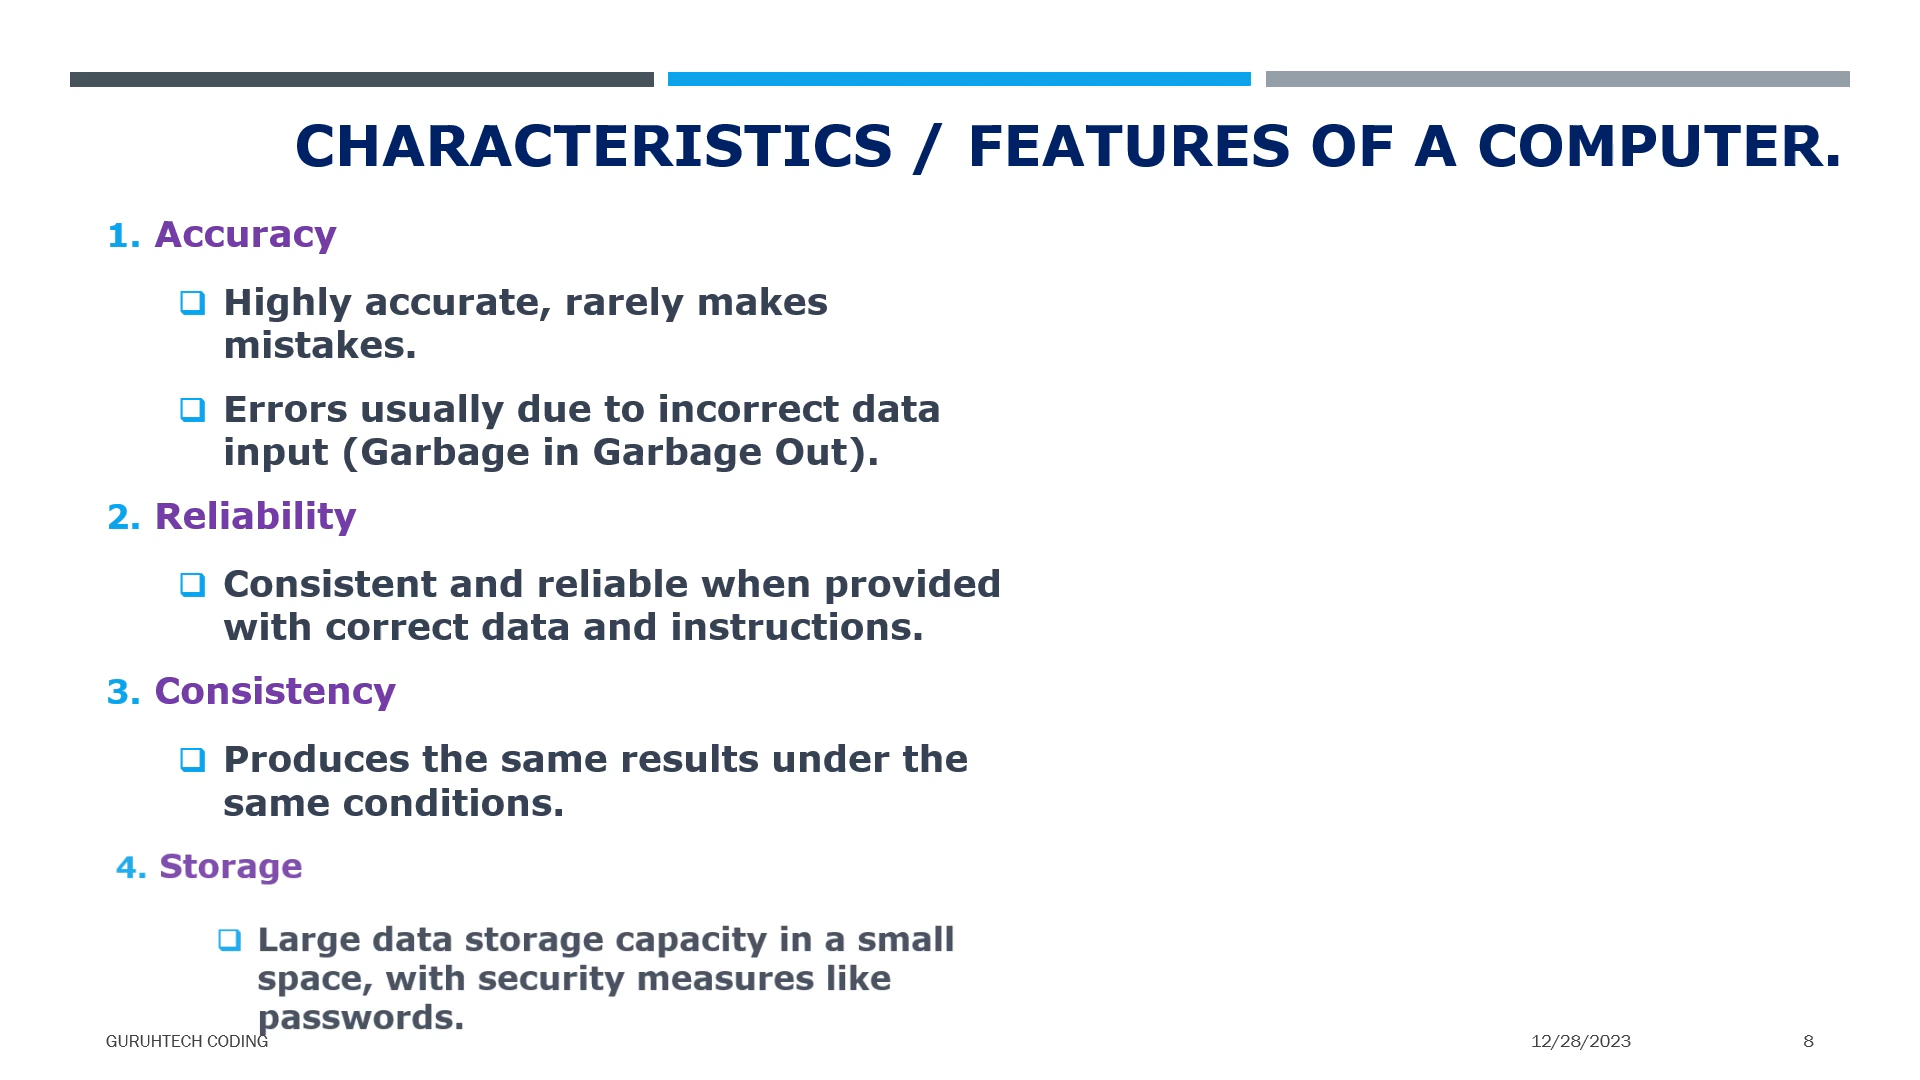 CHARACTERISTICS / FEATURES OF A COMPUTER.
1. Accuracy
❑ Highly accurate, rarely makes
mistakes.
❑ Errors usually due to incorrect data
input (Garbage in Garbage Out).
2. Reliability
❑ Consistent and reliable when provided
with correct data and instructions.
3. Consistency
❑ Produces the same results under the
same conditions.
4. Storage
❑ Large data storage capacity in a small
space, with security measures like
passwords.
GURUHTECH CODING
12/28/2023
8